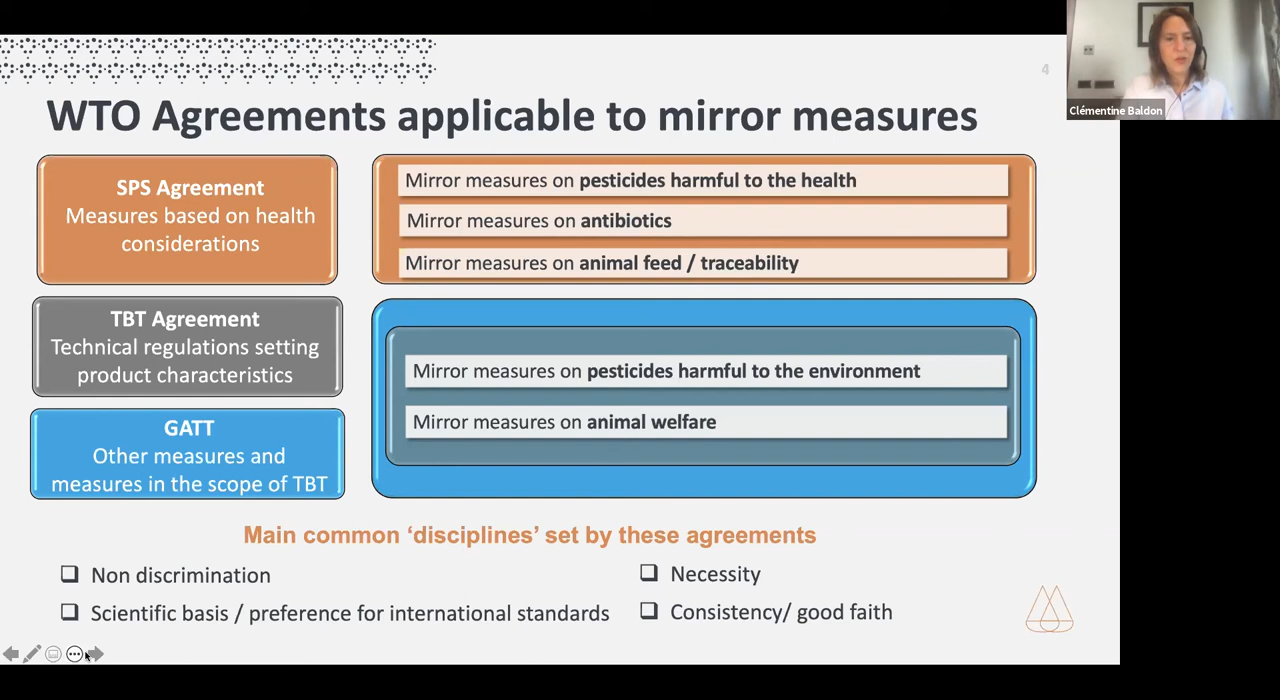 4
Clémentine Baldon
WTO Agreements applicable to mirror measures
SPS Agreement
Measures based on health
considerations
Mirror measures on pesticides harmful to the health
Mirror measures on antibiotics
Mirror measures on animal feed / traceability
TBT Agreement
Technical regulations setting
product characteristics
GATT
Other measures and
measures in the scope of TBT
Mirror measures on pesticides harmful to the environment
Mirror measures on animal welfare
Main common ‘disciplines’ set by these agreements
Non discrimination
Scientific basis / preference for international standards
Necessity
Consistency/ good faith